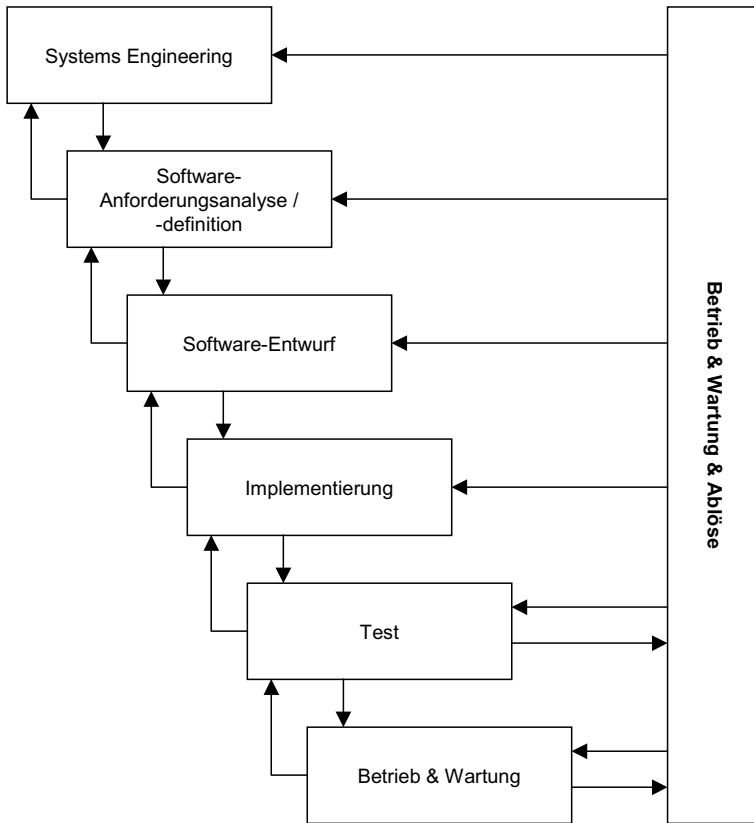 Systems Engineering
Software-
Anforderungsanalyse /
-definition
Software-Entwurf
Implementierung
Test
Betrieb & Wartung
Betrieb & Wartung & Ablöse